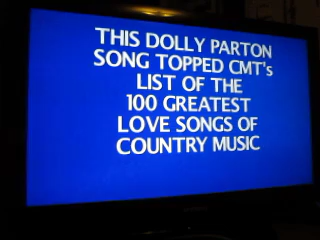 THIS DOLLY PARTON
SONG TOPPED CMT's
LIST OF THE
100 GREATEST
LOVE SONGS OF
COUNTRY MUSIC